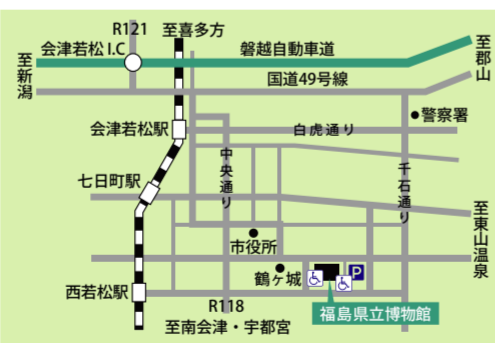 R121
至喜多方
会津若松 I.C
磐越自動車道
至郡山
至新潟
国道49号線
警察署
会津若松駅
白虎通り
中央通り
千石通り
七日町駅
至東山温泉
市役所
鶴ヶ城
P
西若松駅
R118
福島県立博物館
至南会津・宇都宮